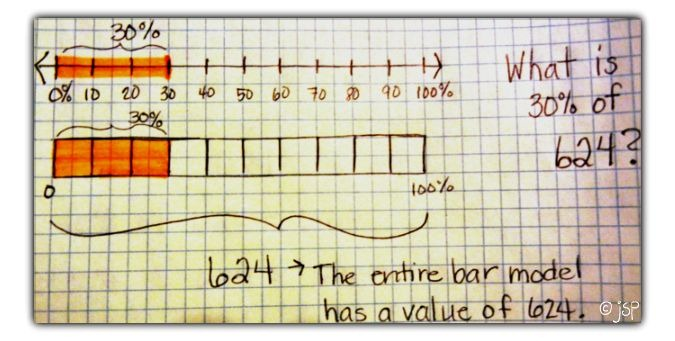 30%
0% 10 20 30 40 50 60 70 80 90 100%
30%
0 100%
What is
30% of
624?
624 → The entire bar model
has a value of 624.
© jSP